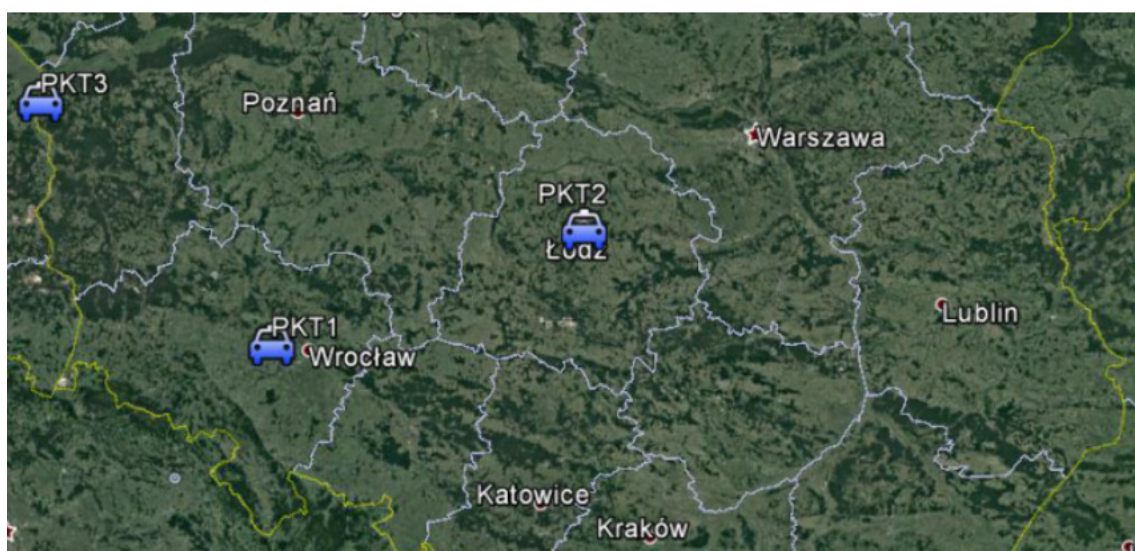 PKT3
Poznań
Warszawa
PKT2
Łódź
Lublin
PKT1
Wrocław
Katowice
Kraków